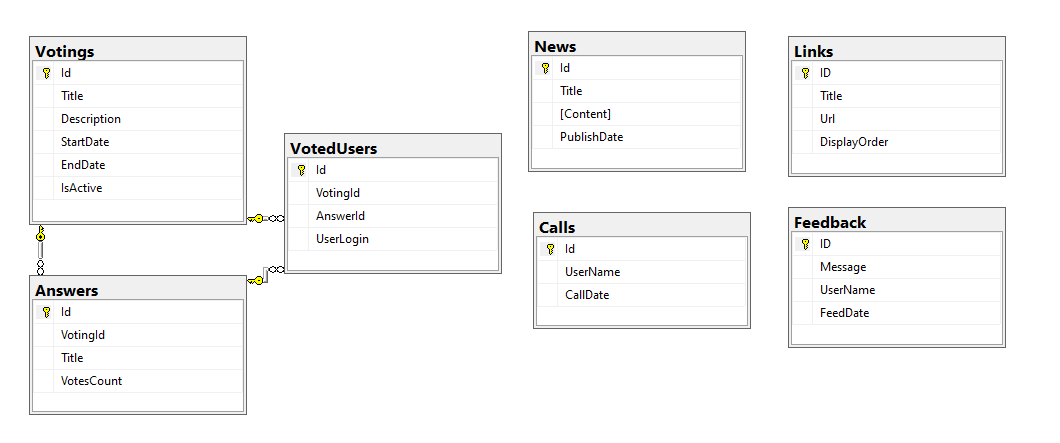 Votings
Id
Title
Description
StartDate
EndDate
IsActive
Answers
Id
VotingId
Title
VotesCount
VotedUsers
Id
VotingId
AnswerId
UserLogin
News
Id
Title
[Content]
PublishDate
Calls
Id
UserName
CallDate
Links
ID
Title
Url
DisplayOrder
Feedback
ID
Message
UserName
FeedDate